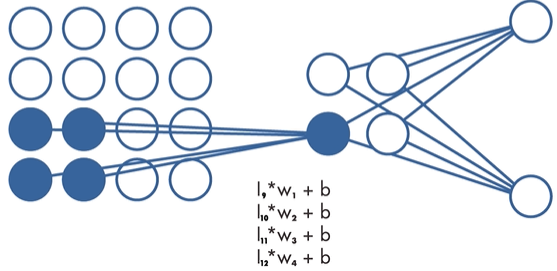 I₉*w₁ + b
I₁₀*w₂ + b
I₁₁*w₃ + b
I₁₂*w₄ + b